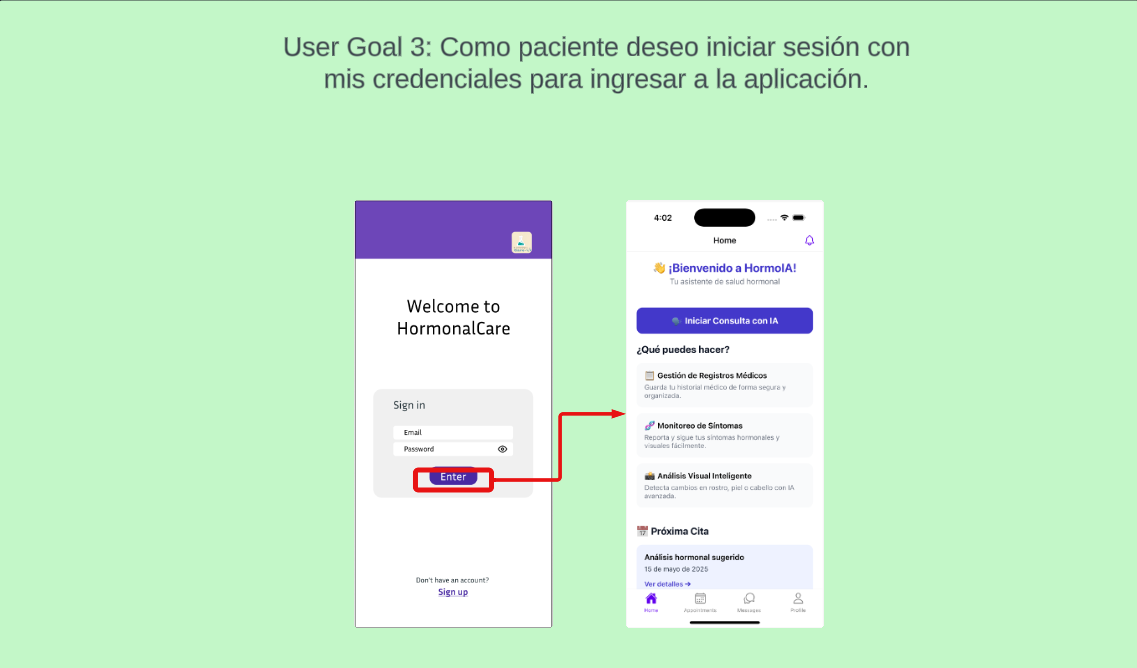 User Goal 3: Como paciente deseo iniciar sesión con
mis credenciales para ingresar a la aplicación.
Welcome to
HormonalCare
Sign in
Email
Password
Enter
Don't have an account?
Sign up
4:02
Home
👋 ¡Bienvenido a HormoIA!
Tu asistente de salud hormonal
Iniciar Consulta con IA
¿Qué puedes hacer?
Gestión de Registros Médicos
Guarda tu historial médico de forma segura y
organizada.
Monitoreo de Síntomas
Reporta y sigue tus síntomas hormonales y
visuales fácilmente.
Análisis Visual Inteligente
Detecta cambios en rostro, piel o cabello con IA
avanzada.
Próxima Cita
Análisis hormonal sugerido
15 de mayo de 2025
Ver detalles →
Home
Appointments
Messages
Profile